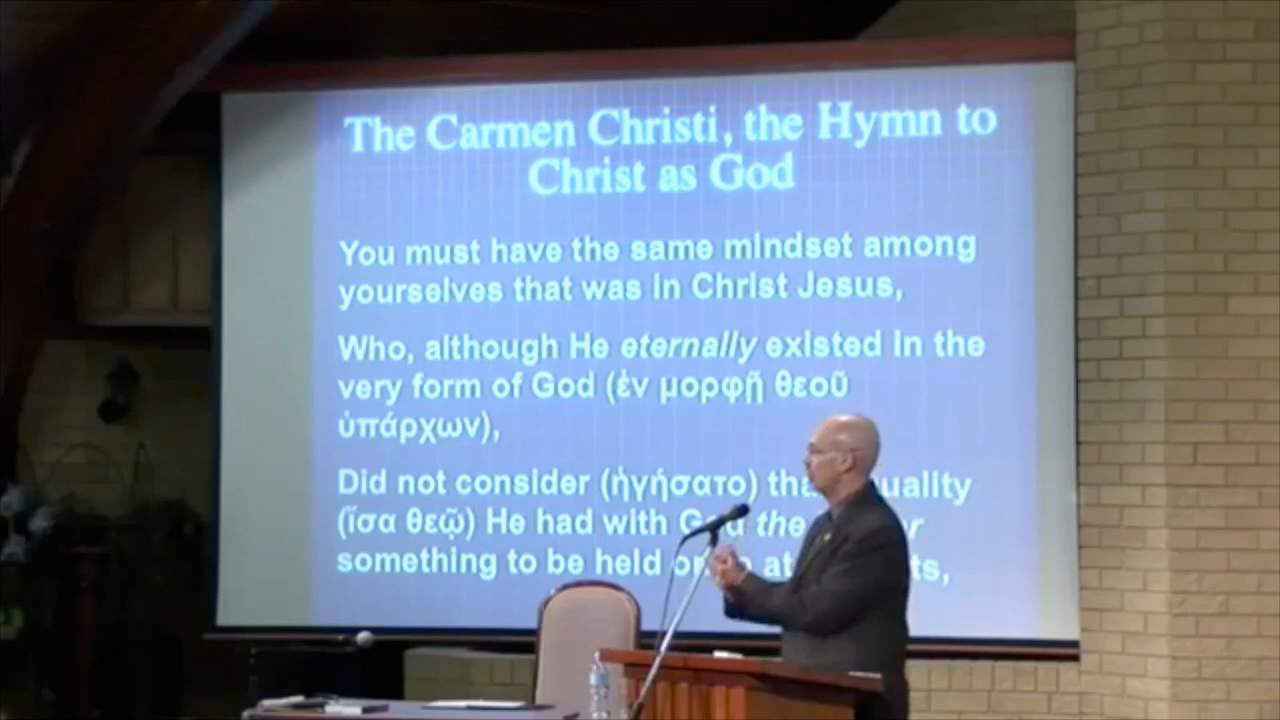 The Carmen Christi, the Hymn to
Christ as God
You must have the same mindset among
yourselves that was in Christ Jesus,
Who, although He eternally existed in the
very form of God (ἐν μορφῇ θεοῦ
ὑπάρχων),
Did not consider (ἡγήσατο)
(ἴσα θεῷ) He had with God
something to be held